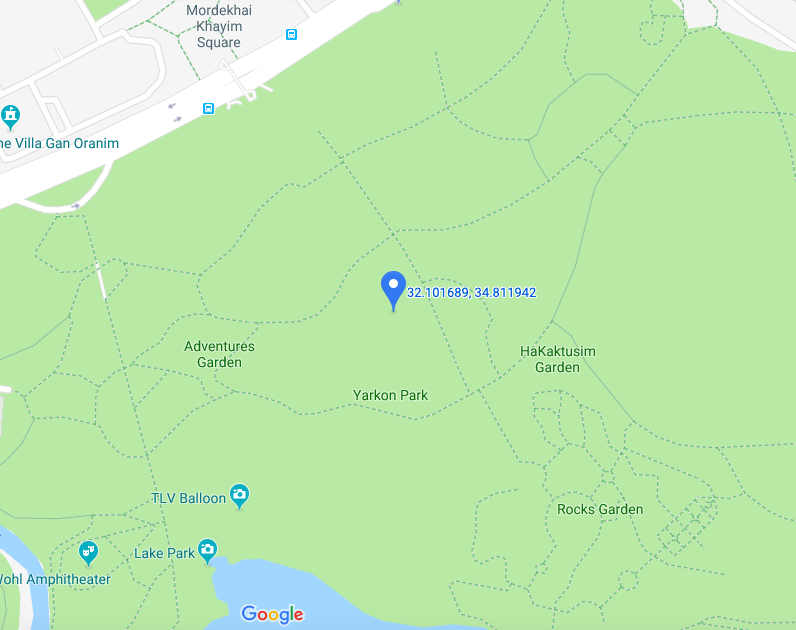 Mordekhai
Khayim
Square
he Villa Gan Oranim
32.101689, 34.811942
Adventures
Garden
HaKaktusim
Garden
Yarkon Park
TLV Balloon
Rocks Garden
Lake Park
Wohl Amphitheater
Google